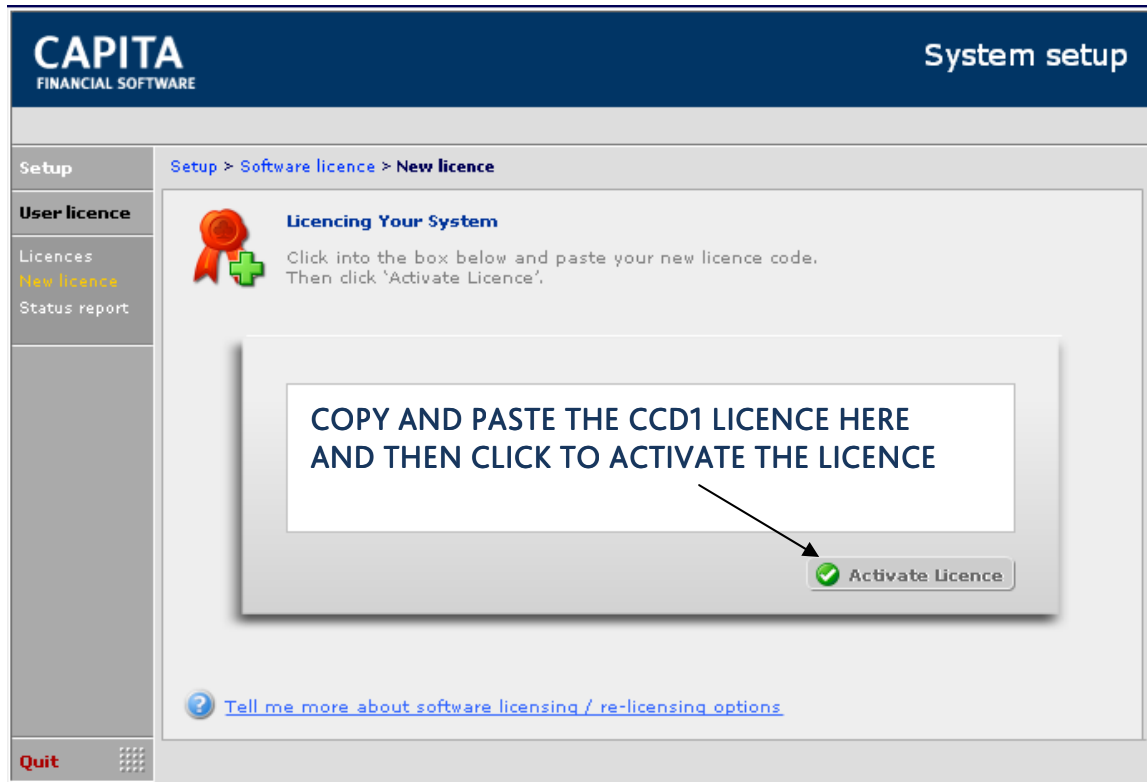 CAPITA
FINANCIAL SOFTWARE
System setup
Setup
Setup > Software licence > New licence
User licence
Licences
New licence
Status report
Licencing Your System
Click into the box below and paste your new licence code.
Then click `Activate Licence’.
COPY AND PASTE THE CCD1 LICENCE HERE
AND THEN CLICK TO ACTIVATE THE LICENCE
Activate Licence
Tell me more about software licensing / re-licensing options
Quit